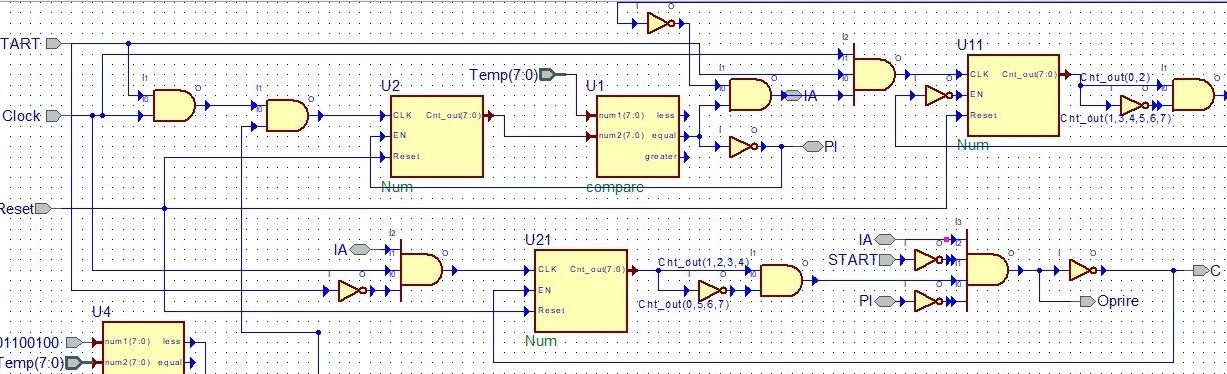 I O
I2
TART
I1
O
U11
Temp(7:0)
U1
I1
I0
I1
I1
O
U2
CLK Cnt_out(7:0)
Cnt_out(0,2)
I1
O
I0
I1
O
I0
EN
I O
I0
Clock
I0
CLK Cnt_out(7:0)
num1(7:0) less
IA
I0
Reset
Cnt_out(1,3,4,5,6,7)
EN
num2(7:0) equal
I O
PI
Num
Reset
greater
Num
compare
Reset
I3
I2
U21
IA
I2
IA
I1
O
Cnt_out(1,2,3,4)
I1
O
START
I O
I1
O
I O
C
I0
CLK Cnt_out(7:0)
I O
I0
I O
EN
Cnt_out(0,5,6,7)
PI
I O
I0
Oprire
U4
Reset
Num
01100100
num1(7:0) less
Temp(7:0)
num2(7:0) equal